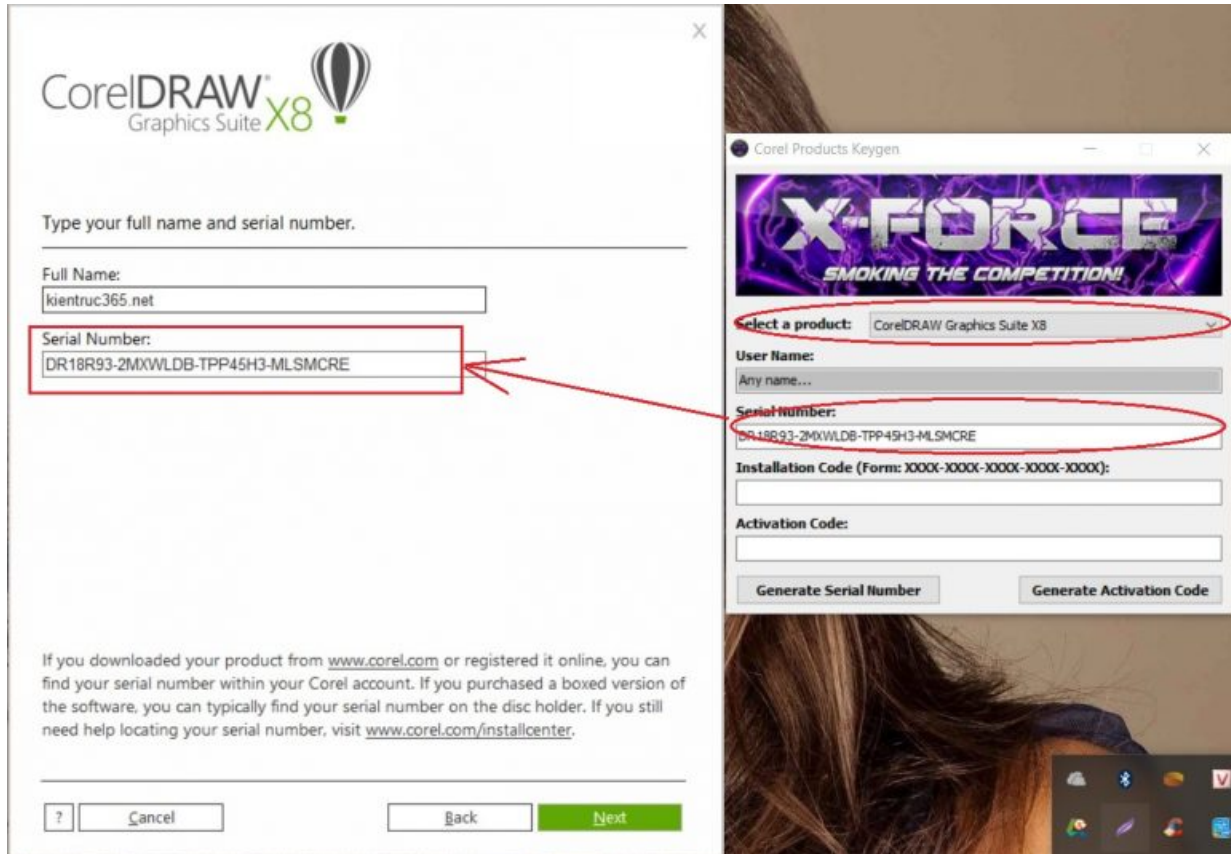 CorelDRAW®
Graphics Suite X8
Type your full name and serial number.
Full Name:
kientruc365.net
Serial Number:
DR18R93-2MXWLDB-TPP45H3-MLSMCRE
If you downloaded your product from www.corel.com or registered it online, you can
find your serial number within your Corel account. If you purchased a boxed version of
the software, you can typically find your serial number on the disc holder. If you still
need help locating your serial number, visit www.corel.com/installcenter.
?
Cancel
Back
Next
Corel Products Keygen
X-FORCE
SMOKING THE COMPETITION!
Select a product: CorelDRAW Graphics Suite X8
User Name:
Any name...
Serial Number:
DR18R93-2MXWLDB-TPP45H3-MLSMCRE
Installation Code (Form: XXXX-XXXX-XXXX-XXXX-XXXX):
Activation Code:
Generate Serial Number
Generate Activation Code
V